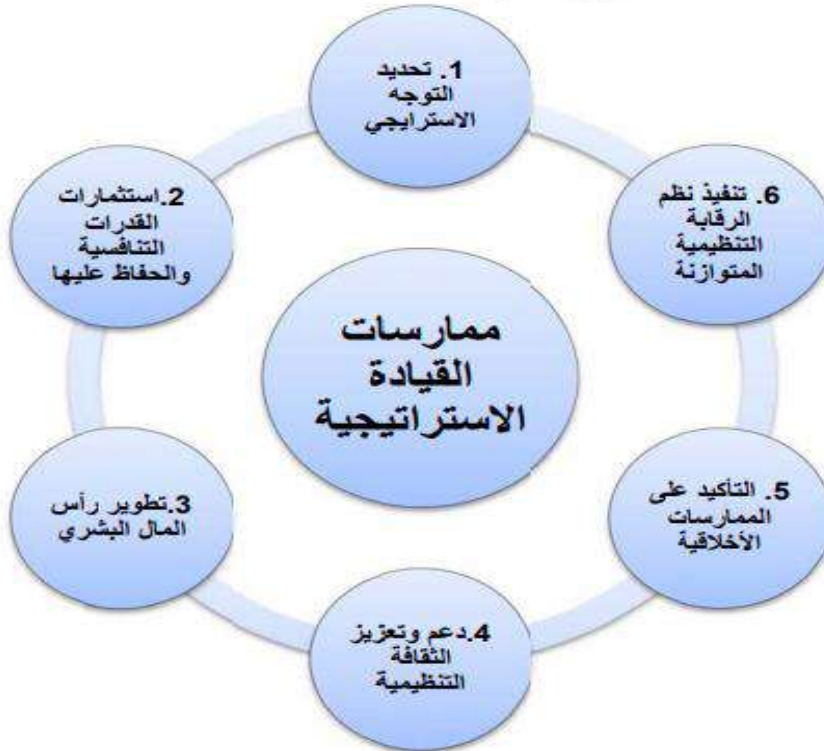 1. تحديد
التوجه
الاسترايجي
2.استثمارات
القدرات
التنافسية
والحفاظ عليها
3.تطوير رأس
المال البشري
4.دعم وتعزيز
الثقافة
التنظيمية
5. التأكيد على
الممارسات
الأخلاقية
6. تنفيذ نظم
الرقابة
التنظيمية
المتوازنة
ممارسات
القيادة
الاستراتيجية